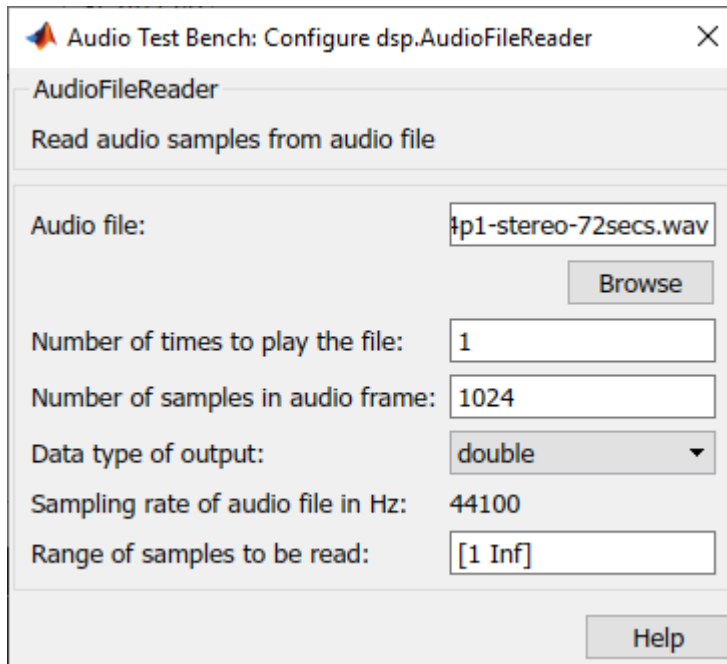 Audio Test Bench: Configure dsp.AudioFileReader
AudioFileReader
Read audio samples from audio file
Audio file: 4p1-stereo-72secs.wav
Browse
Number of times to play the file: 1
Number of samples in audio frame: 1024
Data type of output: double
Sampling rate of audio file in Hz: 44100
Range of samples to be read: [1 Inf]
Help